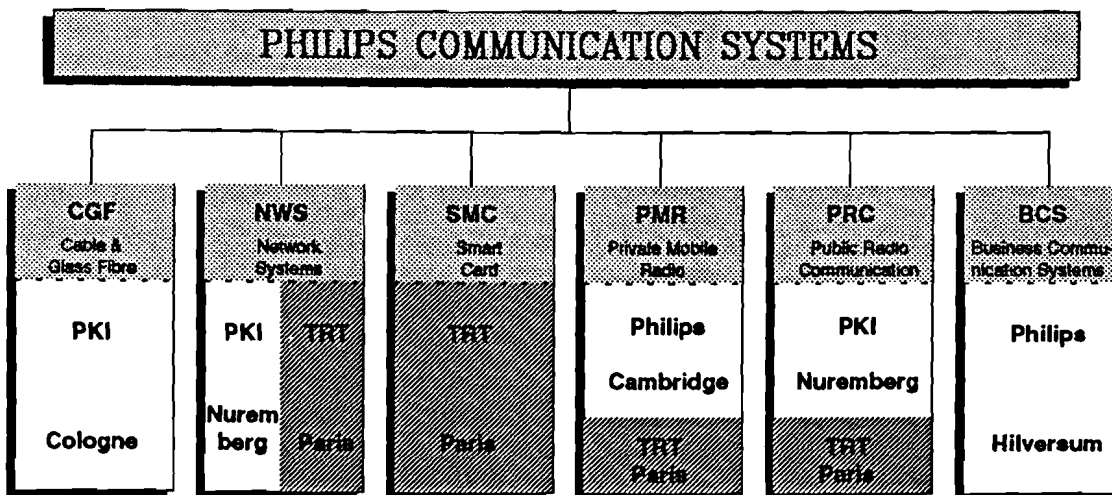 PHILIPS COMMUNICATION SYSTEMS
CGF
Cable &
Glass Fibre
PKI
Cologne
NWS
Network
Systems
PKI
Nurem
berg
TRT
Paris
SMC
Smart
Card
TRT
Paris
PMR
Private Mobile
Radio
Philips
Cambridge
TRT
Paris
PRC
Public Radio
Communication
PKI
Nuremberg
TRT
Paris
BCS
Business Commu-
nication Systems
Philips
Hilversum